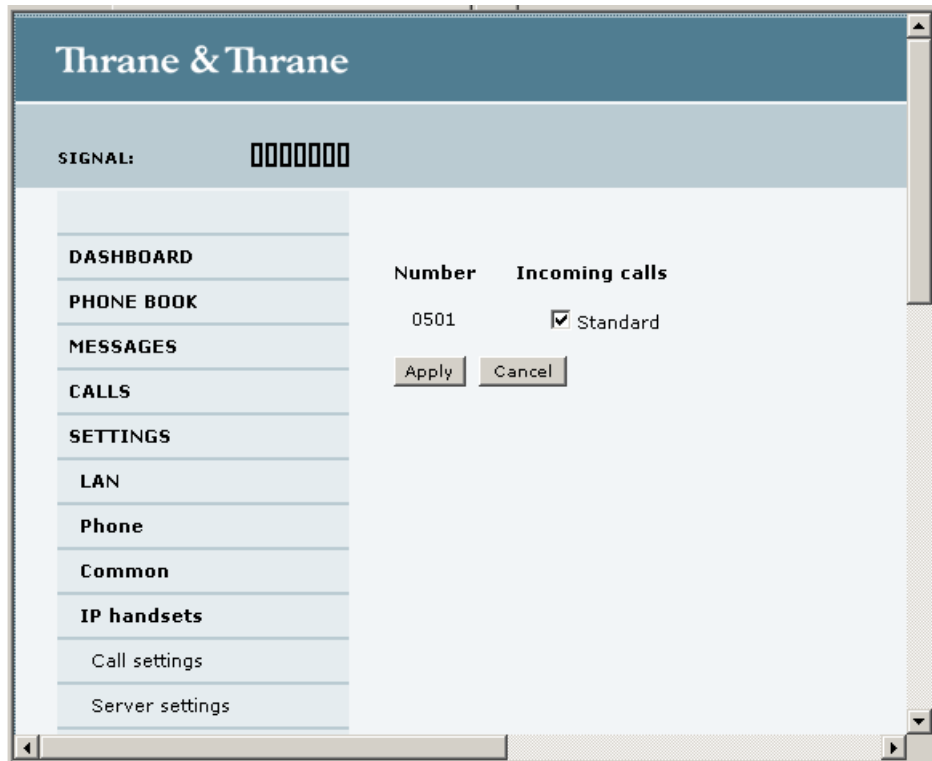 Thrane & Thrane
SIGNAL:
DASHBOARD
PHONE BOOK
MESSAGES
CALLS
SETTINGS
LAN
Phone
Common
IP handsets
Call settings
Server settings
Number Incoming calls
0501 Standard
Apply Cancel